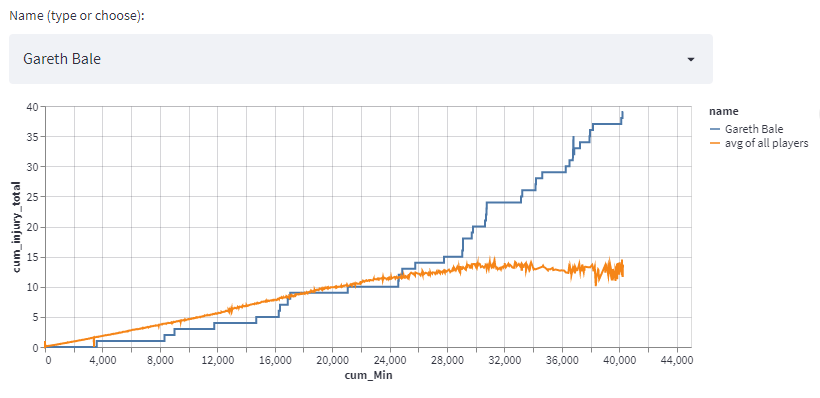 Name (type or choose):
Gareth Bale
40
35
30
25
20
15
10
5
0
cum_injury_total
0 4,000 8,000 12,000 16,000 20,000 24,000 28,000 32,000 36,000 40,000 44,000
cum_Min
name
Gareth Bale
avg of all players